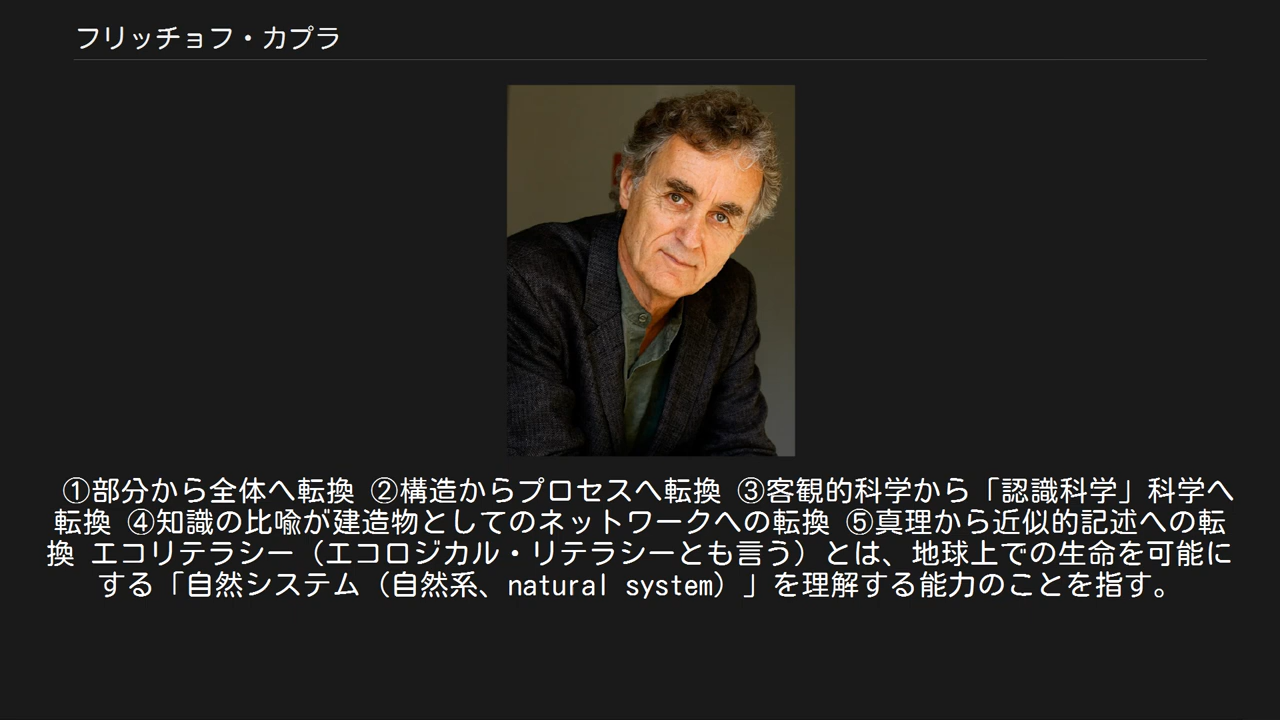 フリッチョフ・カプラ
①部分から全体へ転換 ②構造からプロセスへ転換 ③客観的科学から「認識科学」科学へ
転換 ④知識の比喩が建造物としてのネットワークへの転換 ⑤真理から近似的記述への転
換 エコリテラシー（エコロジカル・リテラシーとも言う）とは、地球上での生命を可能に
する「自然システム（自然系、natural system）」を理解する能力のことを指す。